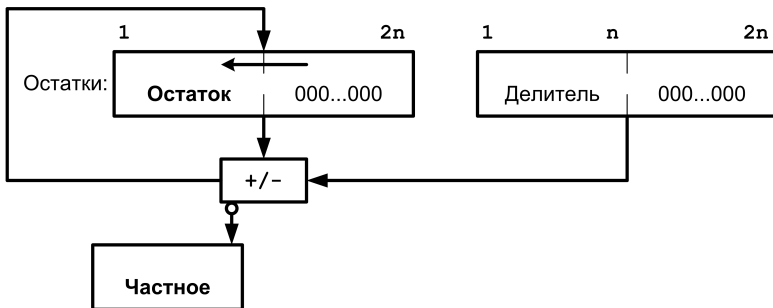 1 2n 1 n 2n
Остатки: Остаток 000...000 Делитель 000...000
+/-
Частное